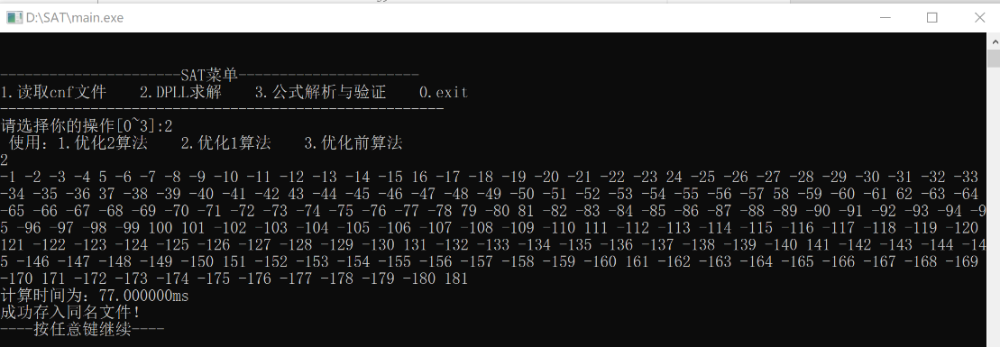 D:\SAT\main.exe
----------------------SAT菜单----------------------
1.读取cnf文件    2.DPLL求解    3.公式解析与验证    0.exit
------------------------------------------------------
请选择你的操作[0~3]:2
 使用：1.优化2算法    2.优化1算法    3.优化前算法
2
-1 -2 -3 -4 5 -6 -7 -8 -9 -10 -11 -12 -13 -14 -15 16 -17 -18 -19 -20 -21 -22 -23 24 -25 -26 -27 -28 -29 -30 -31 -32 -33
-34 -35 -36 37 -38 -39 -40 -41 -42 43 -44 -45 -46 -47 -48 -49 -50 -51 -52 -53 -54 -55 -56 -57 58 -59 -60 -61 62 -63 -64
-65 -66 -67 -68 -69 -70 -71 -72 -73 -74 -75 -76 -77 -78 79 -80 81 -82 -83 -84 -85 -86 -87 -88 -89 -90 -91 -92 -93 -94 -9
5 -96 -97 -98 -99 100 101 -102 -103 -104 -105 -106 -107 -108 -109 -110 111 -112 -113 -114 -115 -116 -117 -118 -119 -120
121 -122 -123 -124 -125 -126 -127 -128 -129 -130 131 -132 -133 -134 -135 -136 -137 -138 -139 -140 141 -142 -143 -144 -14
5 -146 -147 -148 -149 -150 151 -152 -153 -154 -155 -156 -157 -158 -159 -160 161 -162 -163 -164 -165 -166 -167 -168 -169
-170 171 -172 -173 -174 -175 -176 -177 -178 -179 -180 181
计算时间为：77.000000ms
成功存入同名文件！
----按任意键继续----